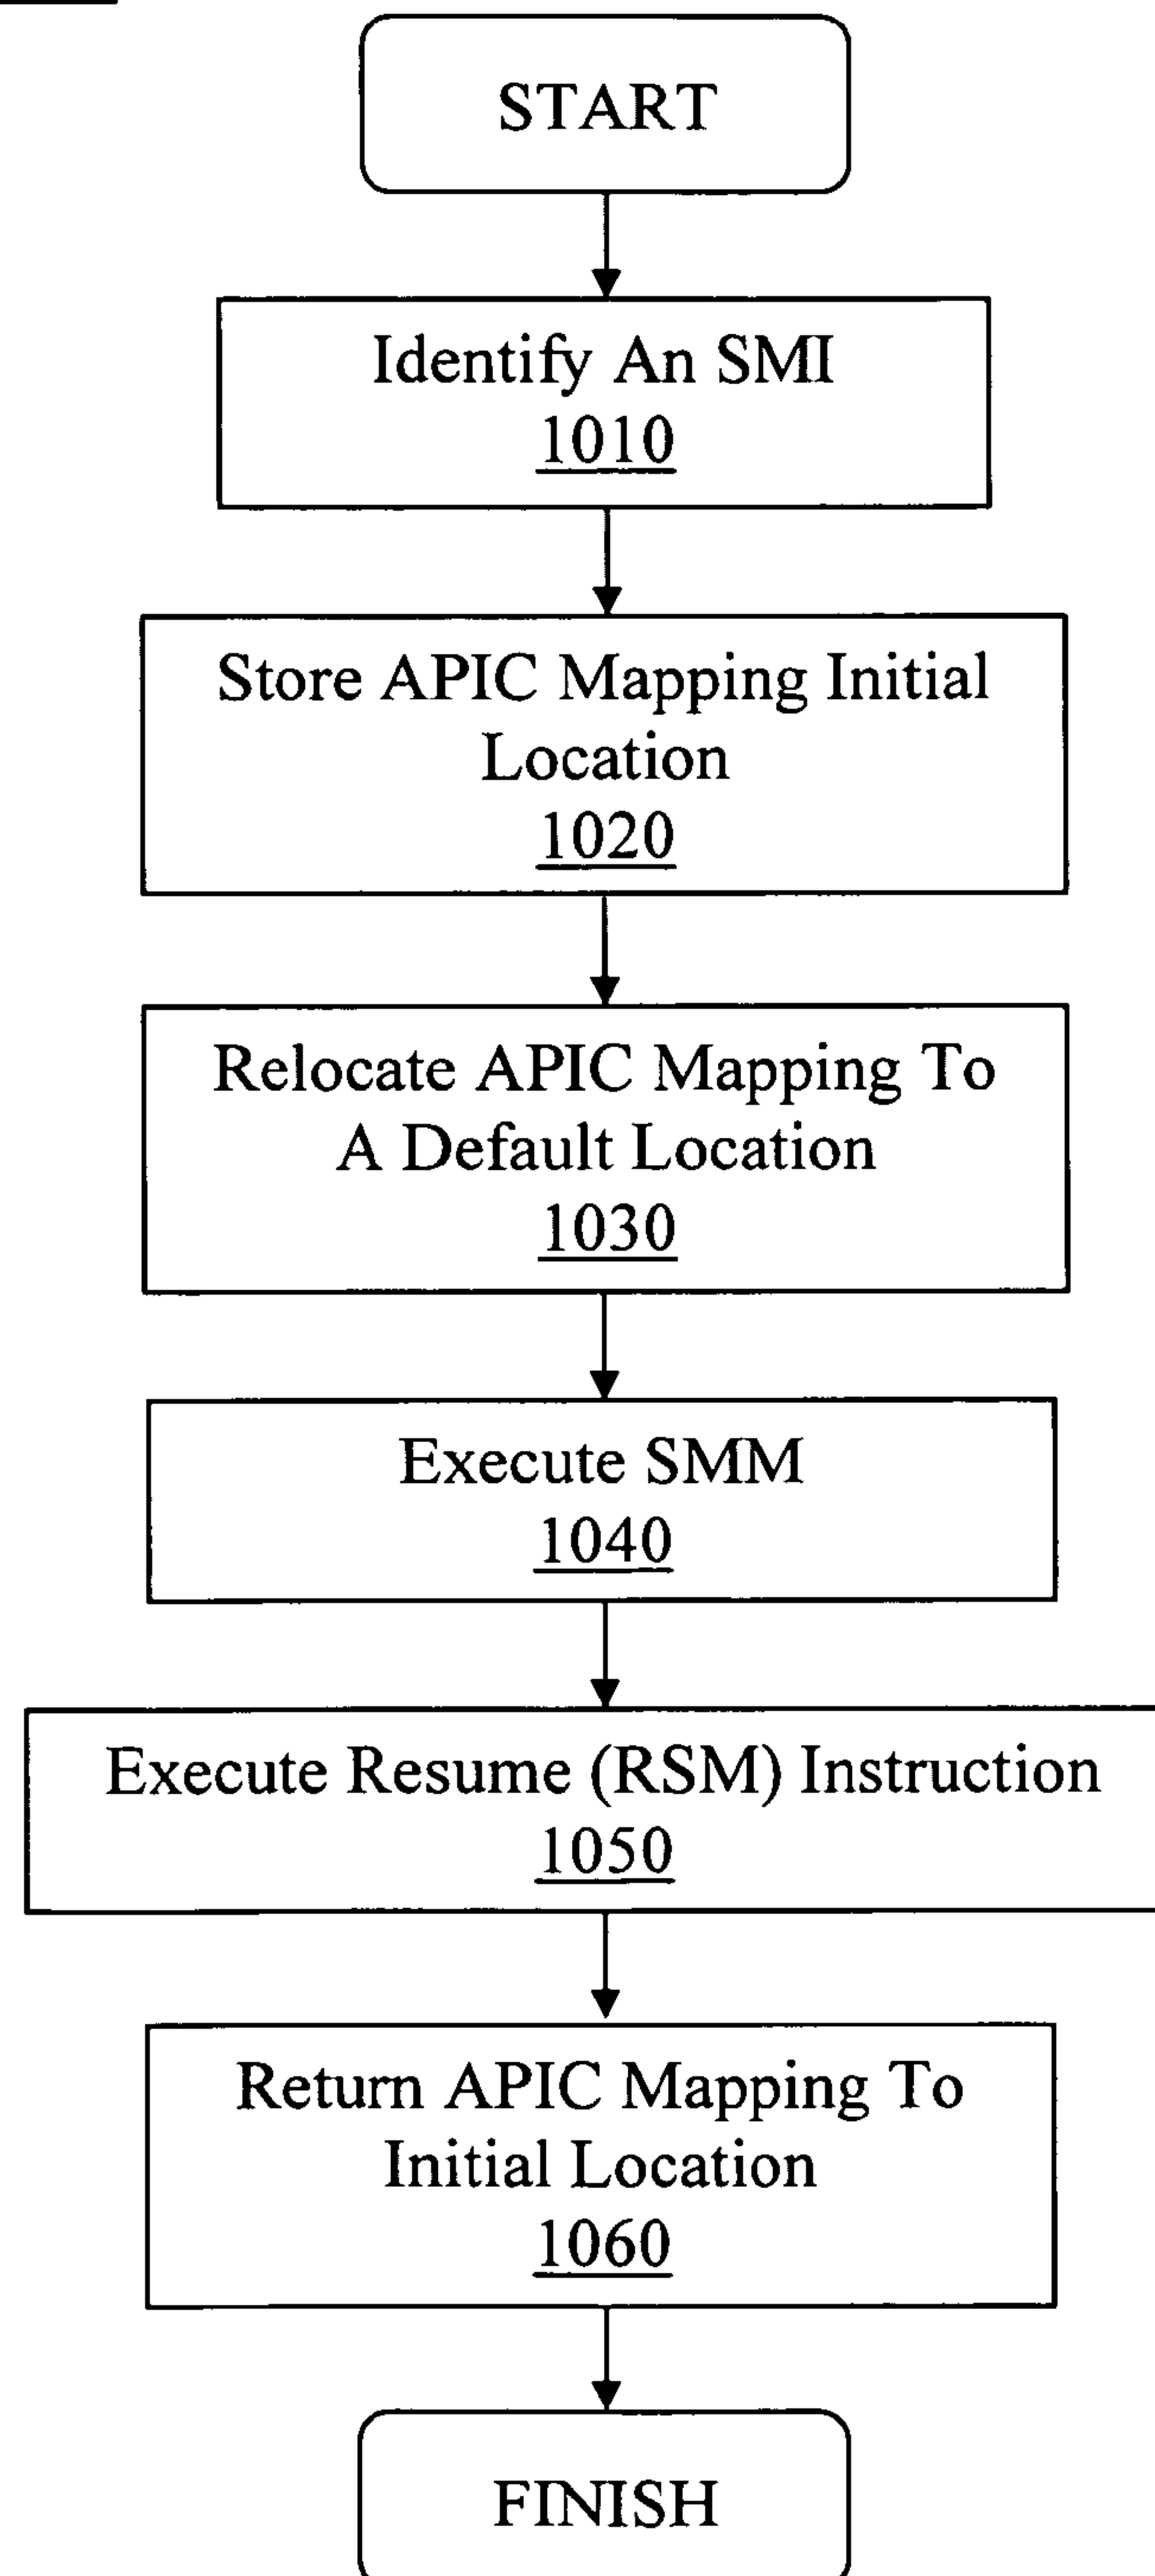 START
Identify An SMI
1010
Store APIC Mapping Initial
Location
1020
Relocate APIC Mapping To
A Default Location
1030
Execute SMM
1040
Execute Resume (RSM) Instruction
1050
Return APIC Mapping To
Initial Location
1060
FINISH